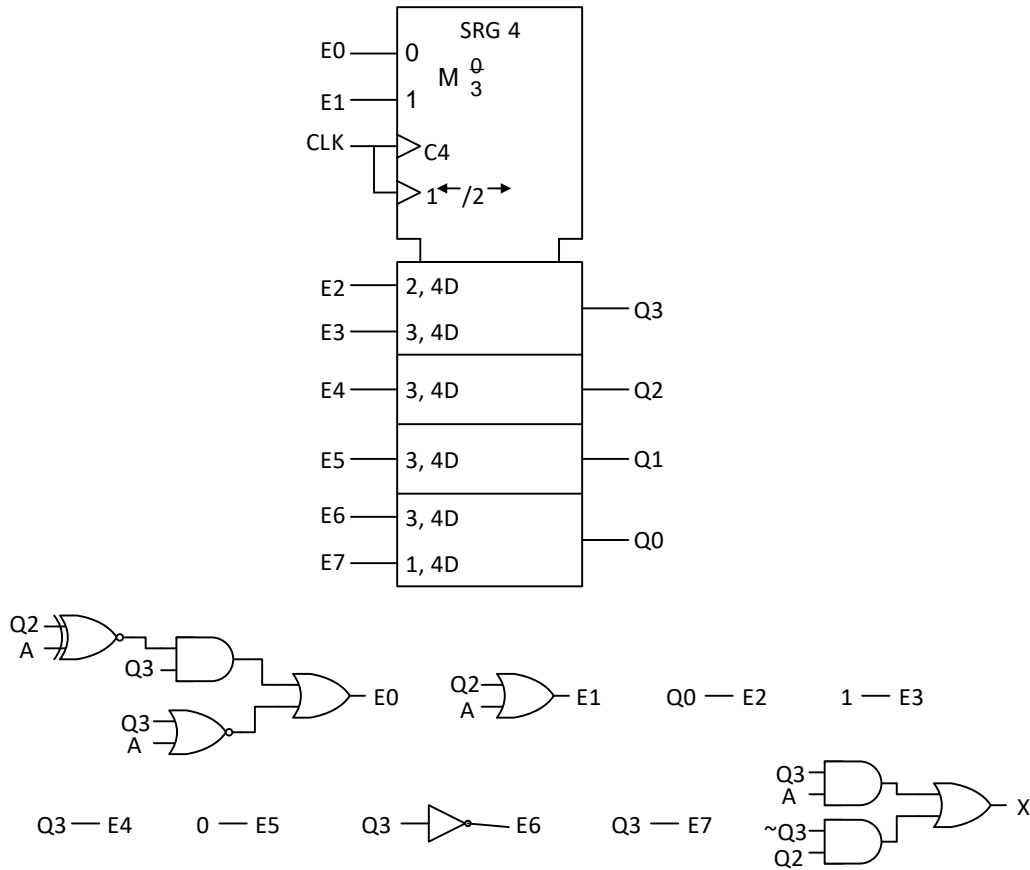 SRG 4
E0 0
M 0
3
E1 1
CLK C4
1 /2
E2 2, 4D
Q3
E3 3, 4D
E4 3, 4D Q2
E5 3, 4D Q1
E6 3, 4D
Q0
E7 1, 4D
Q2
A
Q3
E0
Q3
A
Q2
A
E1
Q0 E2
1 E3
Q3 E4
0 E5
Q3 E6
Q3 E7
Q3
A
~Q3
Q2
X